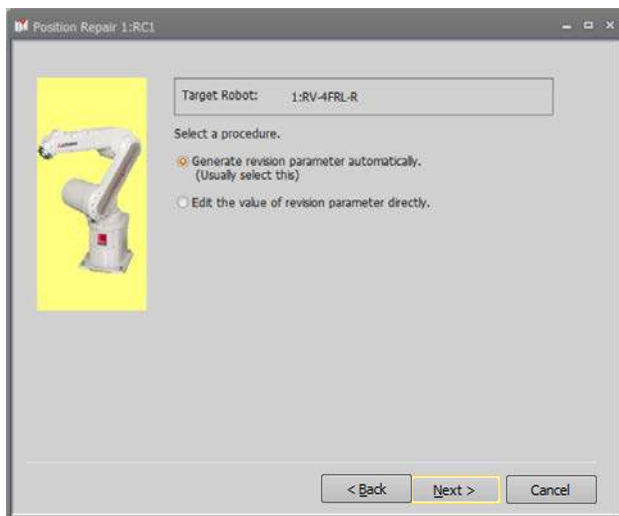 Position Repair 1:RC1
Target Robot: 1:RV-4FRL-R
Select a procedure.
Generate revision parameter automatically.
(Usually select this)
Edit the value of revision parameter directly.
< Back Next > Cancel